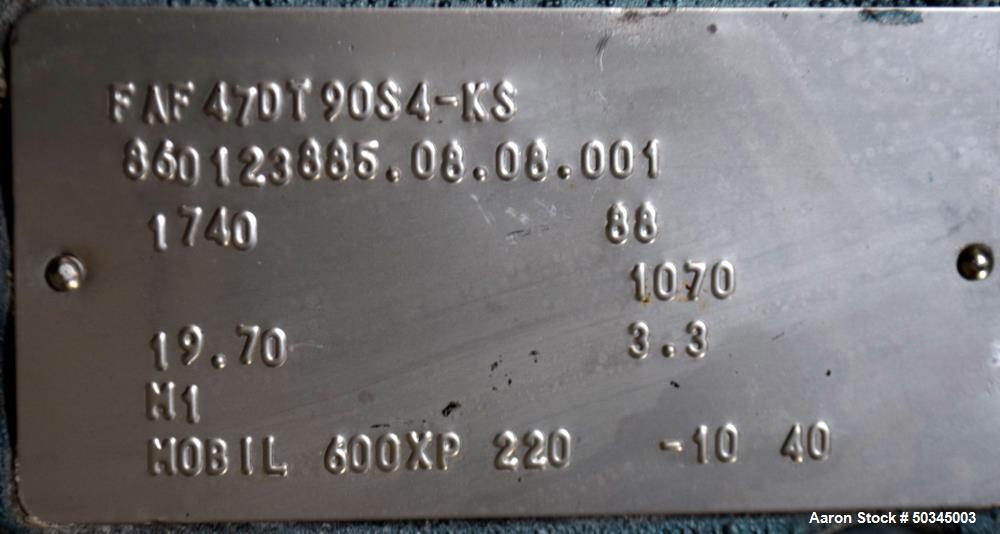 FAF47DT90S4-KS
860123885.08.08.001
1740 88
1070
19.70 3.3
M1
MOBIL 600XP 220 -10 40
Aaron Stock # 50345003